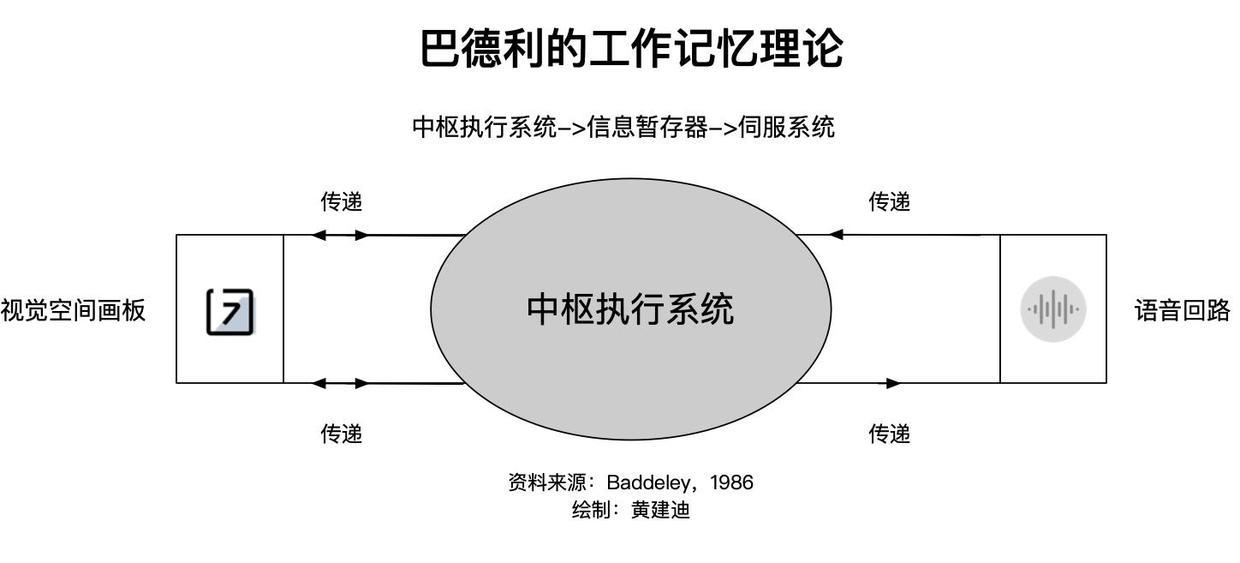 巴德利的工作记忆理论
中枢执行系统–>信息暂存器–>伺服系统
传递
传递
视觉空间画板
中枢执行系统
语音回路
传递
传递
资料来源：Baddeley，1986
绘制：黄建迪